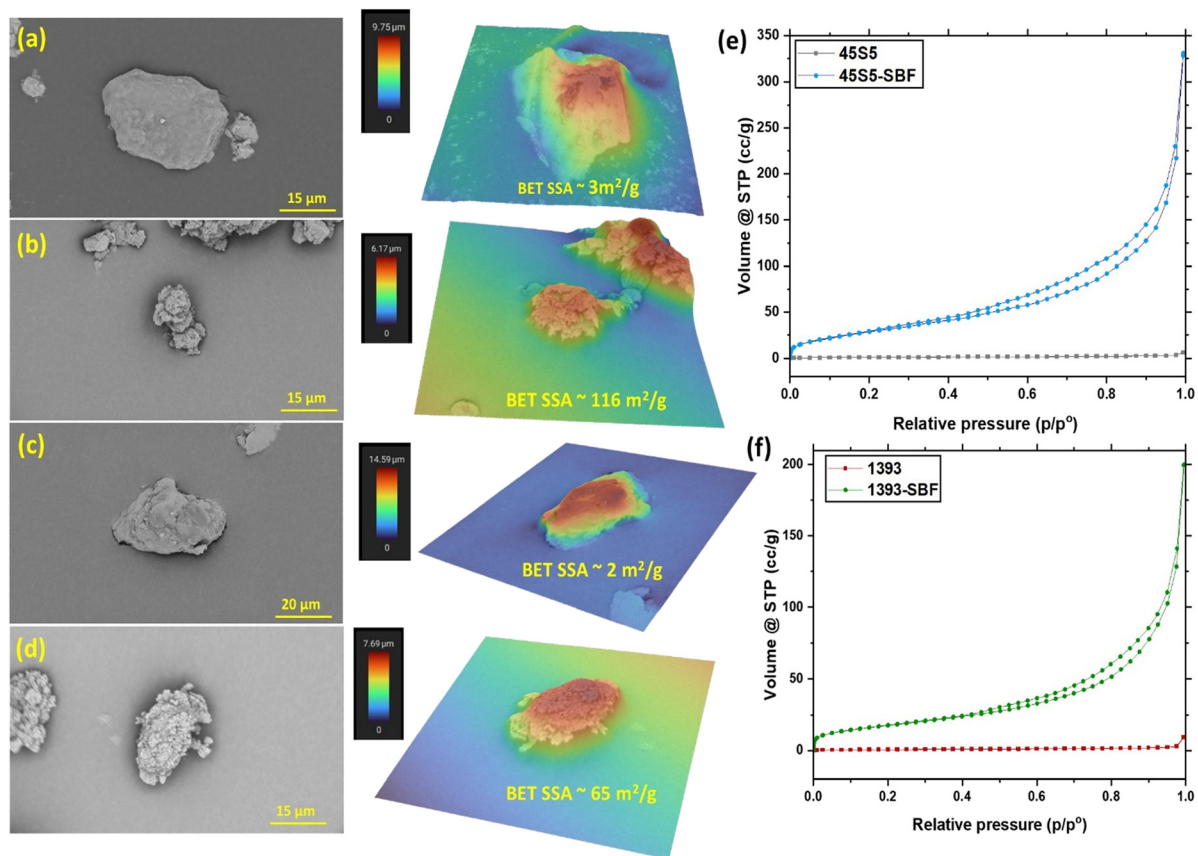 (a)
15 µm
9.75 µm
0
BET SSA ~ 3m²/g
(b)
15 µm
6.17 µm
0
BET SSA ~ 116 m²/g
(c)
20 µm
14.59 µm
0
BET SSA ~ 2 m²/g
(d)
15 µm
7.69 µm
0
BET SSA ~ 65 m²/g
(e)
45S5
45S5-SBF
Volume @ STP (cc/g)
350
300
250
200
150
100
50
0
0.0 0.2 0.4 0.6 0.8 1.0
Relative pressure (p/p°)
(f)
1393
1393-SBF
Volume @ STP (cc/g)
200
150
100
50
0
0.0 0.2 0.4 0.6 0.8 1.0
Relative pressure (p/p°)